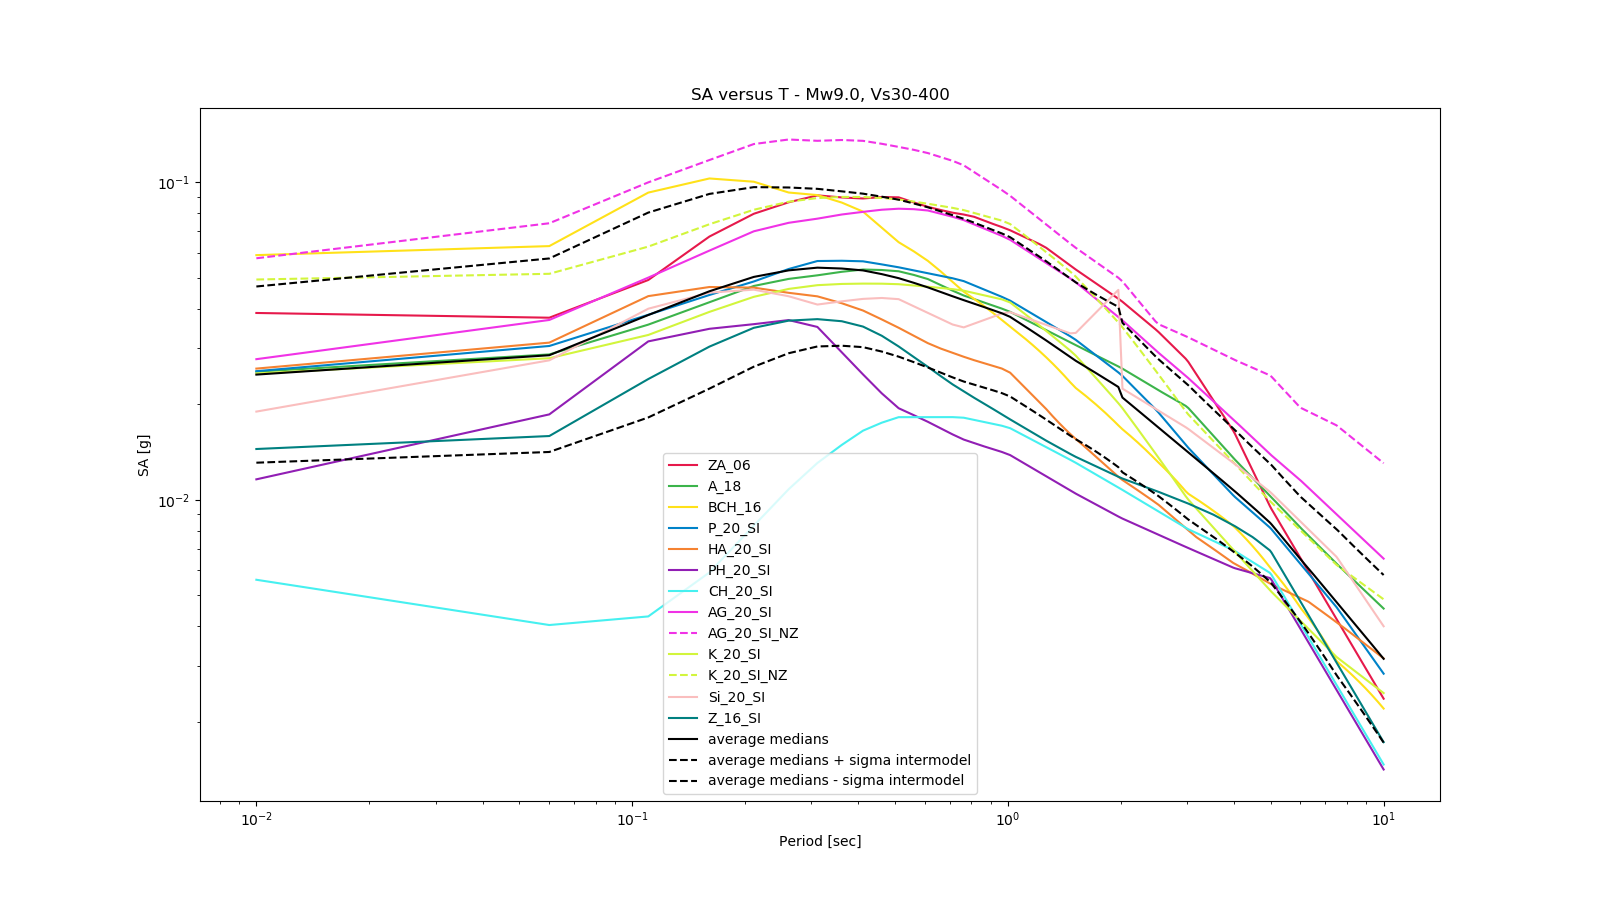 SA versus T - Mw9.0, Vs30-400
SA [g]
10⁻¹
10⁻²
ZA_06
A_18
BCH_16
P_20_SI
HA_20_SI
PH_20_SI
CH_20_SI
AG_20_SI
AG_20_SI_NZ
K_20_SI
K_20_SI_NZ
Si_20_SI
Z_16_SI
average medians
average medians + sigma intermodel
average medians - sigma intermodel
10⁻²
10⁻¹
10⁰
10¹
Period [sec]